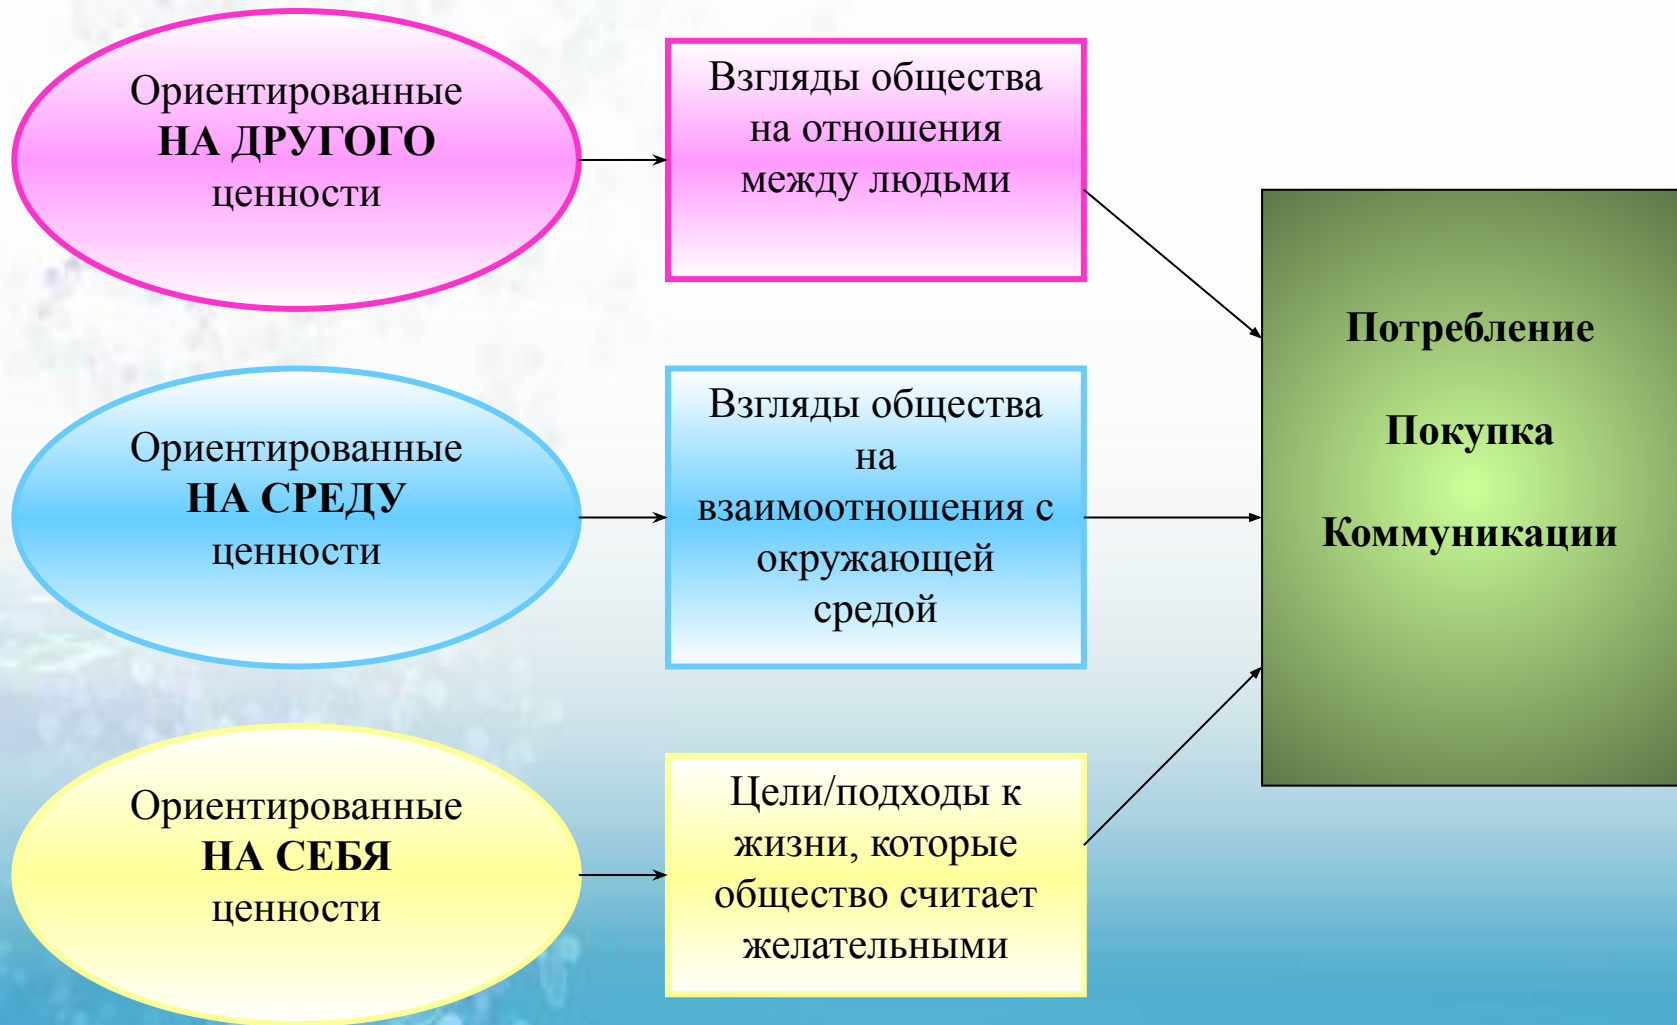 Ориентированные
НА ДРУГОГО
ценности
Взгляды общества
на отношения
между людьми
Ориентированные
НА СРЕДУ
ценности
Взгляды общества
на
взаимоотношения с
окружающей
средой
Ориентированные
НА СЕБЯ
ценности
Цели/подходы к
жизни, которые
общество считает
желательными
Потребление
Покупка
Коммуникации